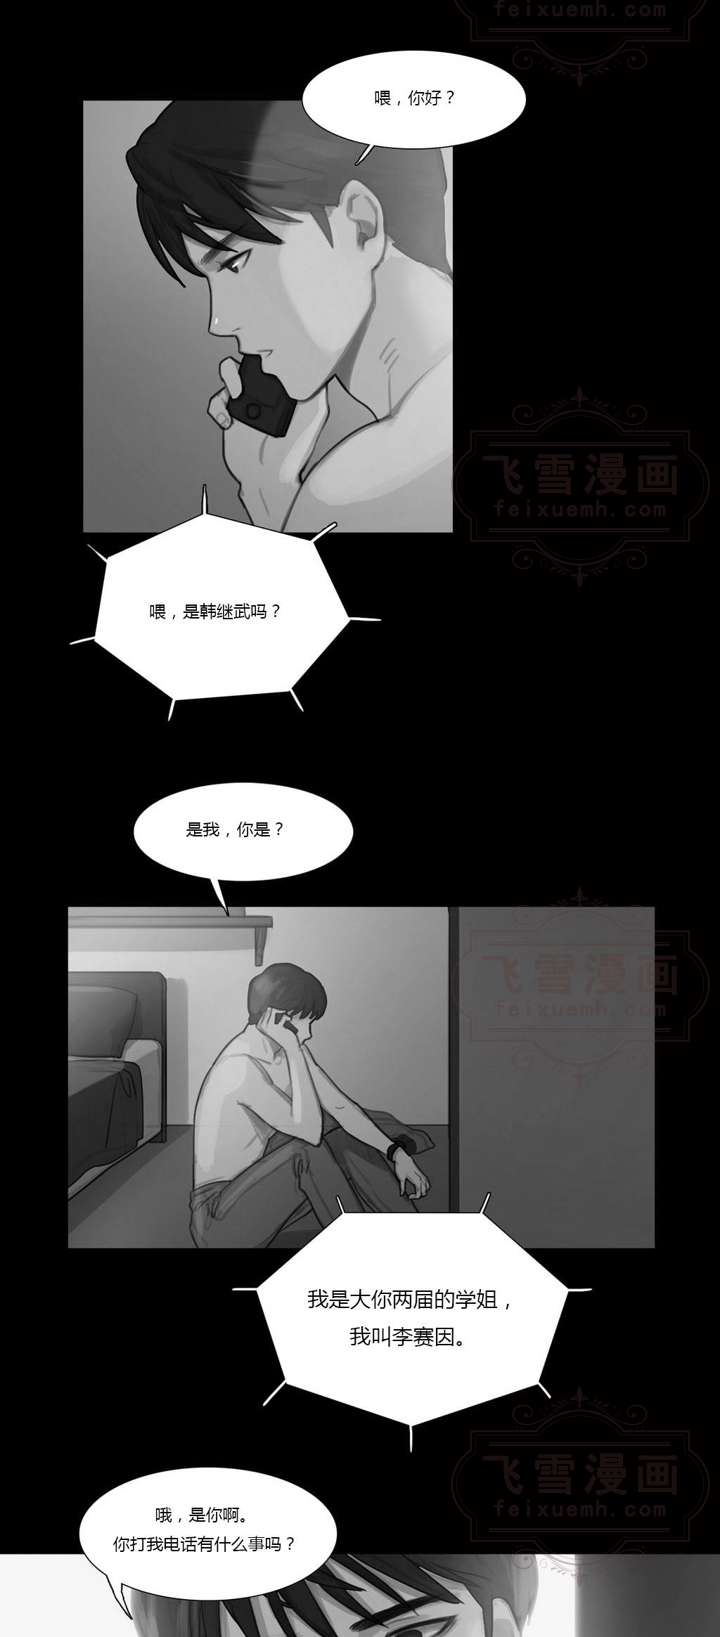 feixuemh.com
喂，你好？
飞雪漫画
feixuemh.com
喂，是韩继武吗？
是我，你是？
飞雪漫画
feixuemh.com
我是大你两届的学姐，
我叫李赛因。
飞雪漫画
feixuemh.com
哦，是你啊。
你打我电话有什么事吗？